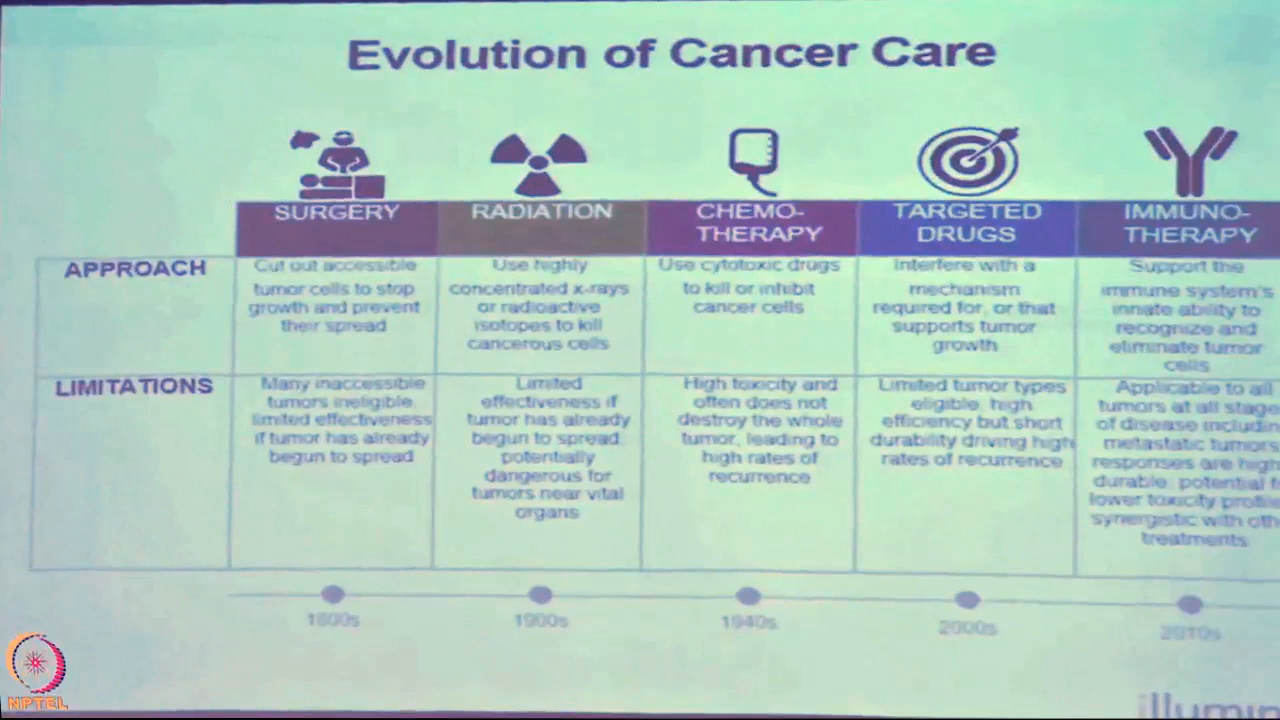 Evolution of Cancer Care
SURGERY
RADIATION
CHEMO-
THERAPY
TARGETED
DRUGS
IMMUNO-
THERAPY
APPROACH
Cut out accessible
tumor cells to stop
growth and prevent
their spread
Use highly
concentrated x-rays
or radioactive
isotopes to kill
cancerous cells
Use cytotoxic drugs
to kill or inhibit
cancer cells
Interfere with a
mechanism
required for, or that
supports tumor
growth
Support the
immune system's
innate ability to
recognize and
eliminate tumor
cells
LIMITATIONS
Many inaccessible
tumors ineligible,
limited effectiveness
if tumor has already
begun to spread
Limited
effectiveness if
tumor has already
begun to spread,
potentially
dangerous for
tumors near vital
organs
High toxicity and
often does not
destroy the whole
tumor, leading to
high rates of
recurrence
Limited tumor types
eligible, high
efficiency but short
durability driving high
rates of recurrence
Applicable to all
tumors at all stage
of disease includin
metastatic tumors,
responses are high
durable, potential f
lower toxicity profil
synergistic with oth
treatments
1800s
1900s
1940s
2000s
2010s
NPTEL
illumin